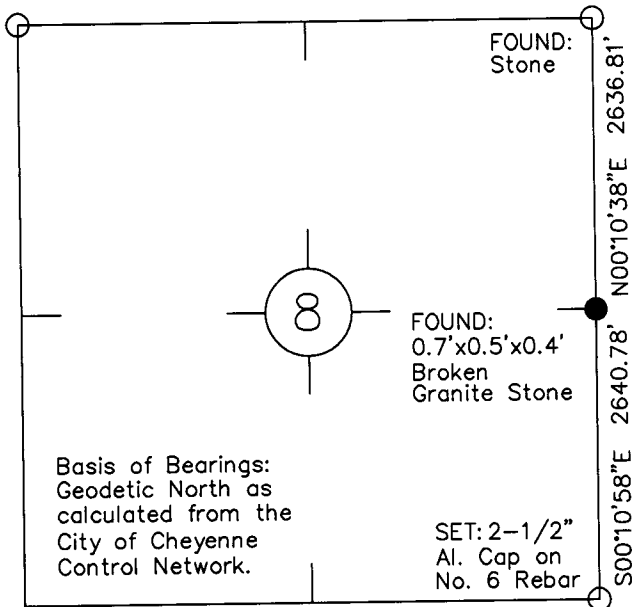 FOUND:
Stone
N00°10'38"E 2636.81'
8
FOUND:
0.7'x0.5'x0.4'
Broken
Granite Stone
S00°10'58"E 2640.78'
Basis of Bearings:
Geodetic North as
calculated from the
City of Cheyenne
Control Network.
SET: 2-1/2"
Al. Cap on
No. 6 Rebar